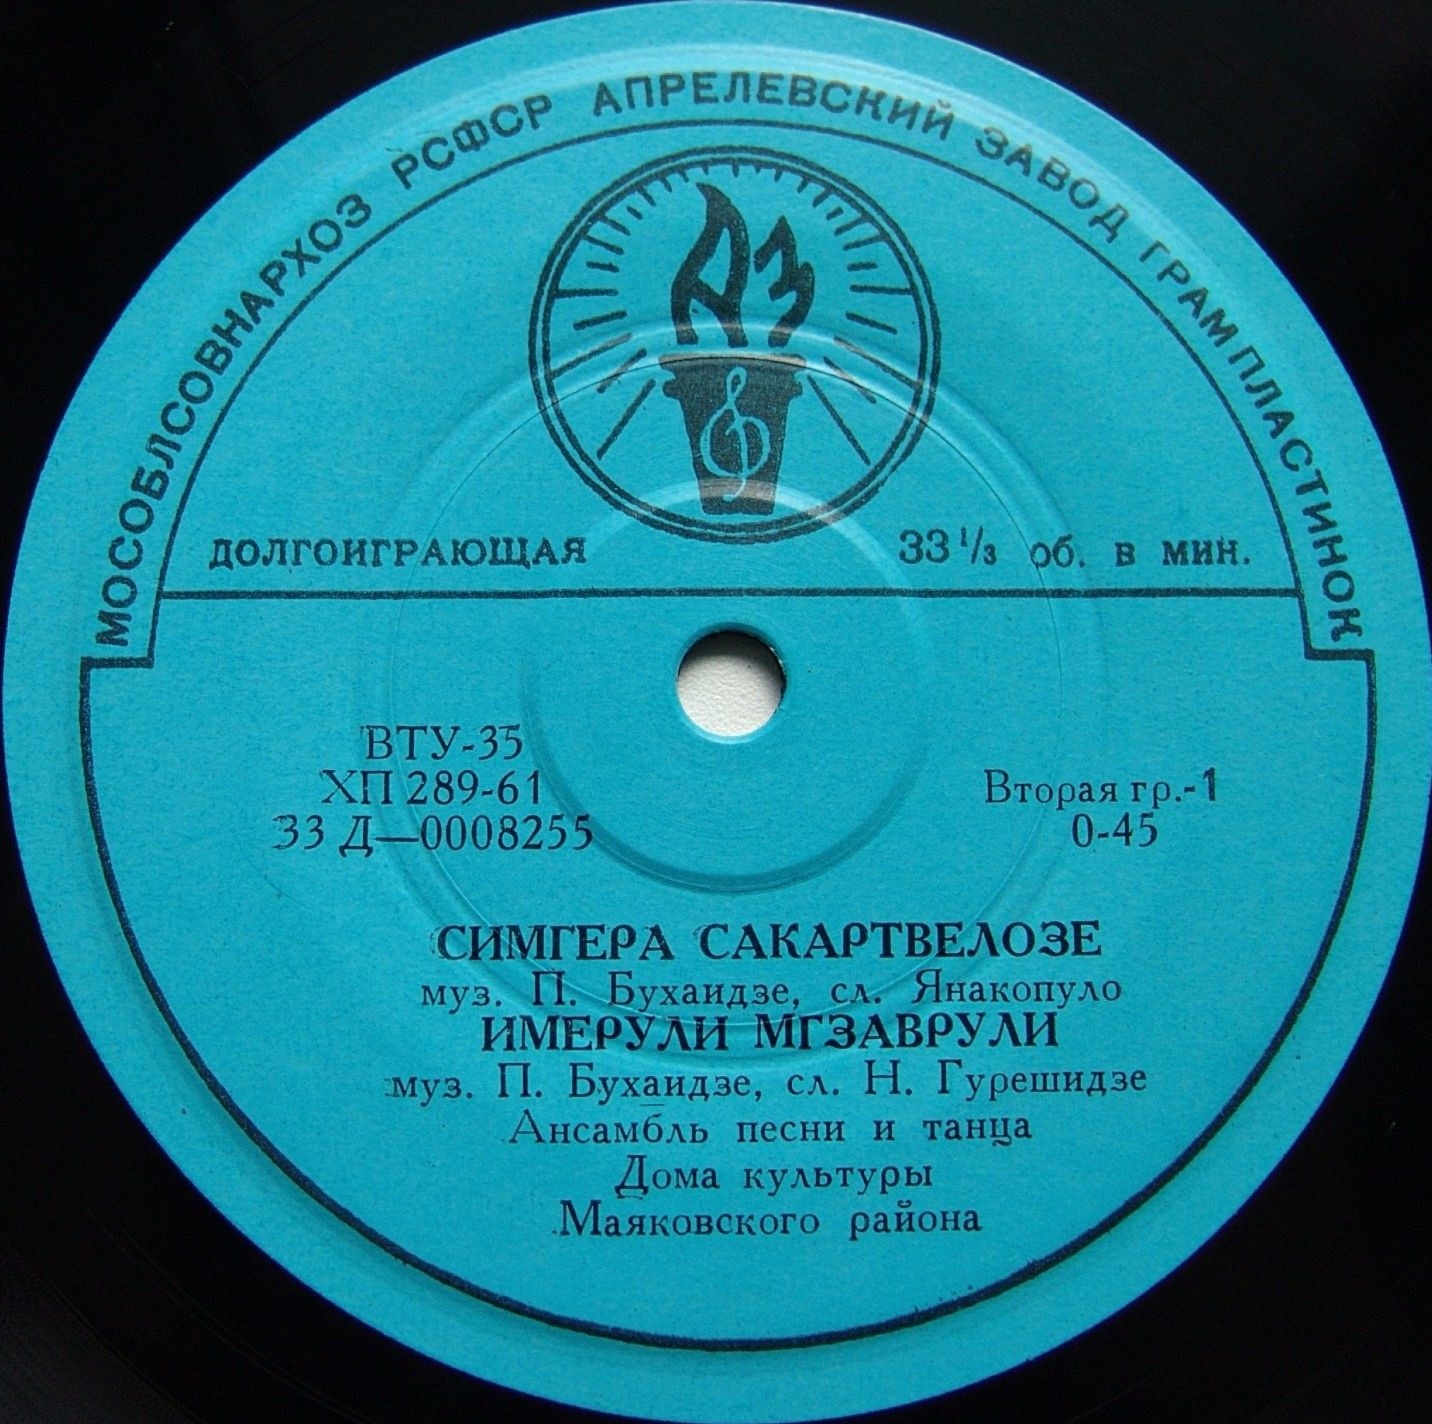 МОСОБЛСОВНАРХОЗ РСФСР АПРЕЛЕВСКИЙ ЗАВОД ГРАМПЛАСТИНОК
АЗ
ДОЛГОИГРАЮЩАЯ 33 1/3 об. в мин.
ВТУ-35
ХП 289-61 Вторая гр.-1
33 Д—0008255 0-45
СИМГЕРА САКАРТВЕЛОЗЕ
муз. П. Бухаидзе, сл. Янакопуло
ИМЕРУЛИ МГЗАВРУЛИ
муз. П. Бухаидзе, сл. Н. Гурешидзе
Ансамбль песни и танца
Дома культуры
Маяковского района